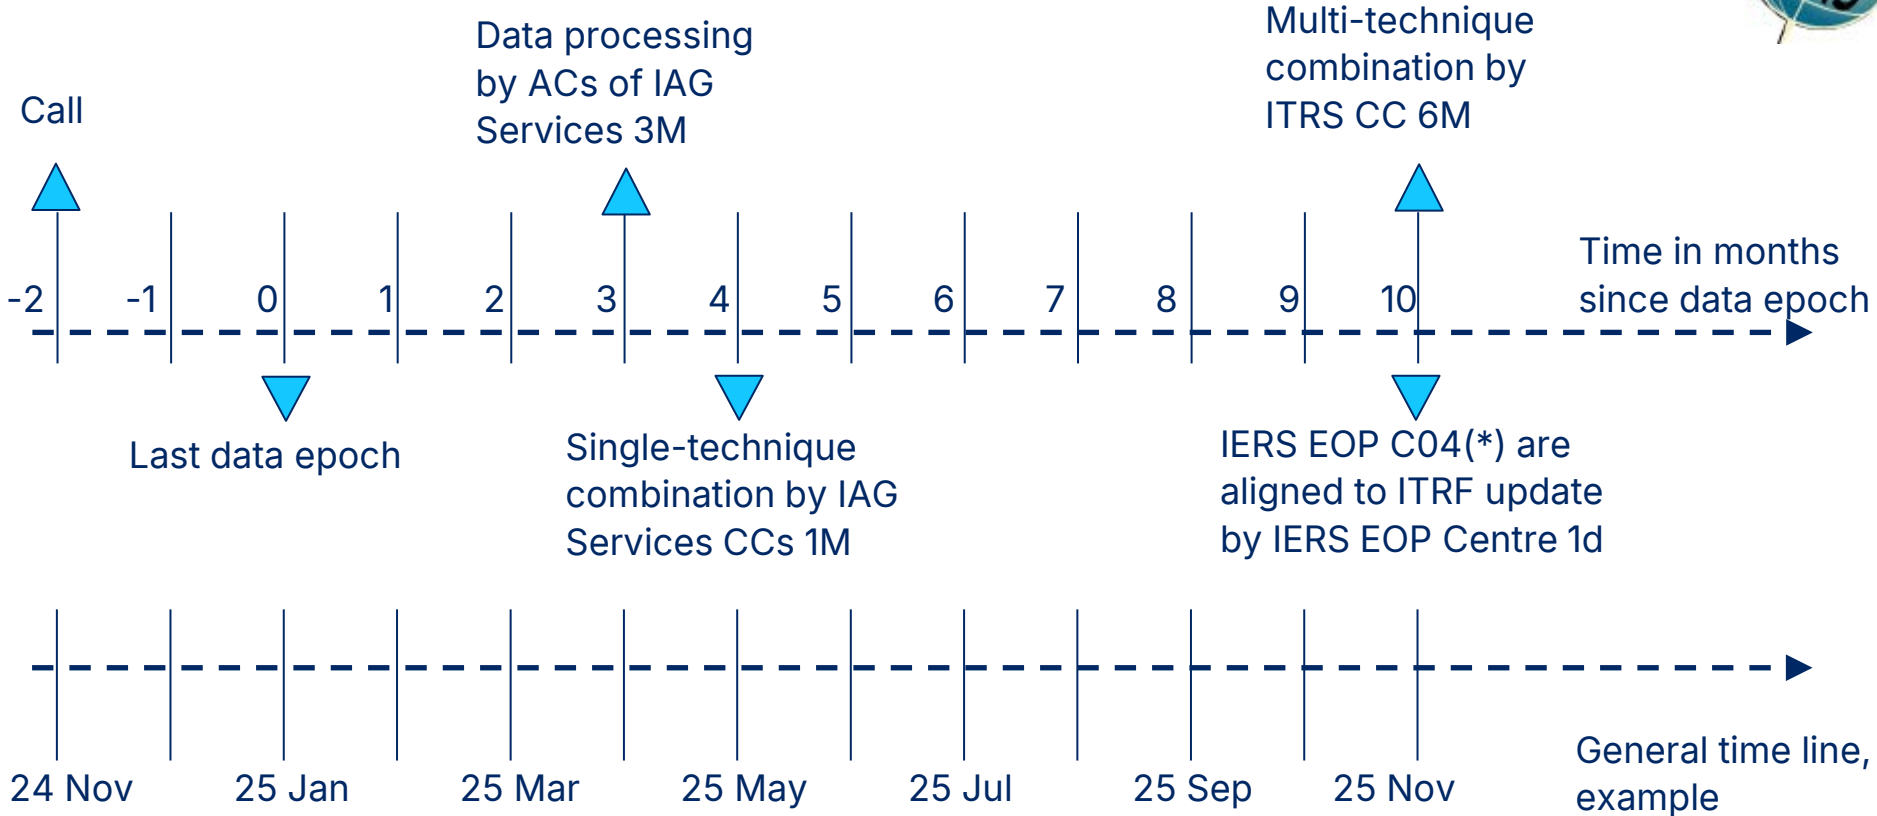 Data processing
by ACs of IAG
Services 3M
Multi-technique
combination by
ITRS CC 6M
Call
Time in months
since data epoch
-2 -1 0 1 2 3 4 5 6 7 8 9 10
Last data epoch
Single-technique
combination by IAG
Services CCs 1M
IERS EOP C04(*) are
aligned to ITRF update
by IERS EOP Centre 1d
General time line,
example
24 Nov 25 Jan 25 Mar 25 May 25 Jul 25 Sep 25 Nov